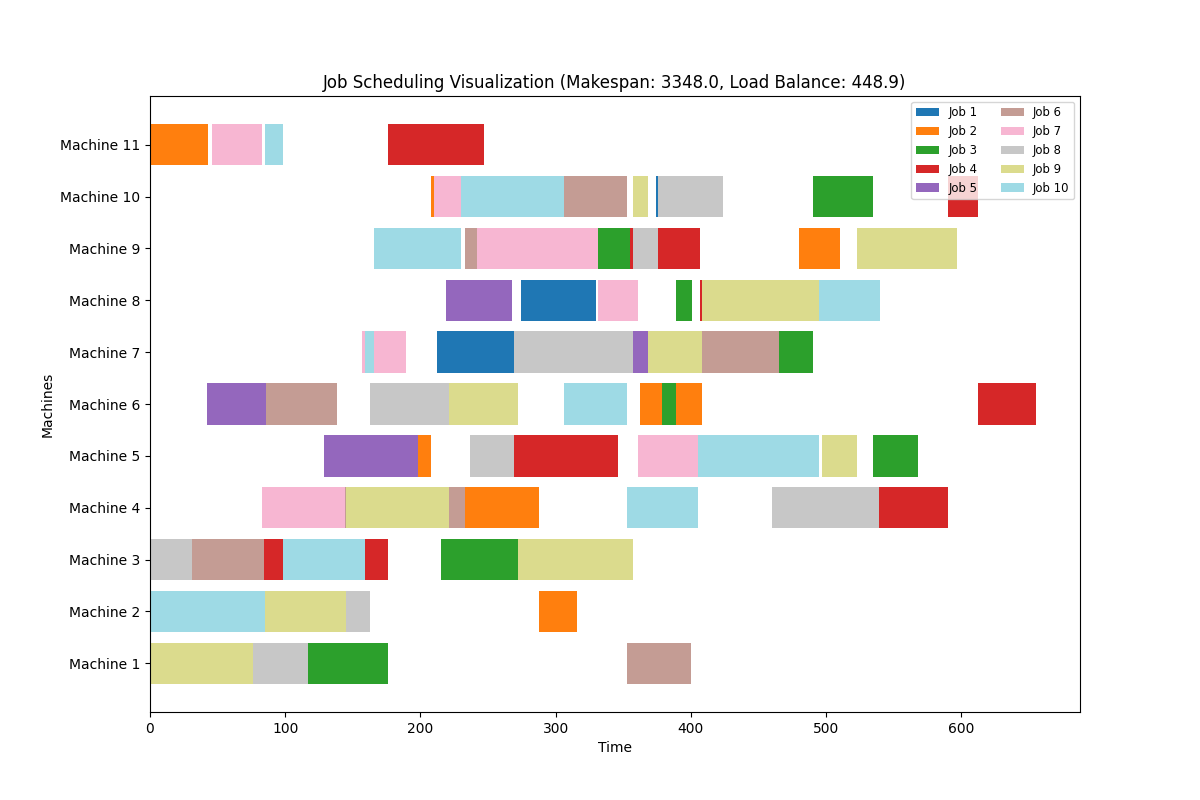 Job Scheduling Visualization (Makespan: 3348.0, Load Balance: 448.9)
Job 1
Job 2
Job 3
Job 4
Job 5
Job 6
Job 7
Job 8
Job 9
Job 10
Machines
Machine 11
Machine 10
Machine 9
Machine 8
Machine 7
Machine 6
Machine 5
Machine 4
Machine 3
Machine 2
Machine 1
0 100 200 300 400 500 600
Time